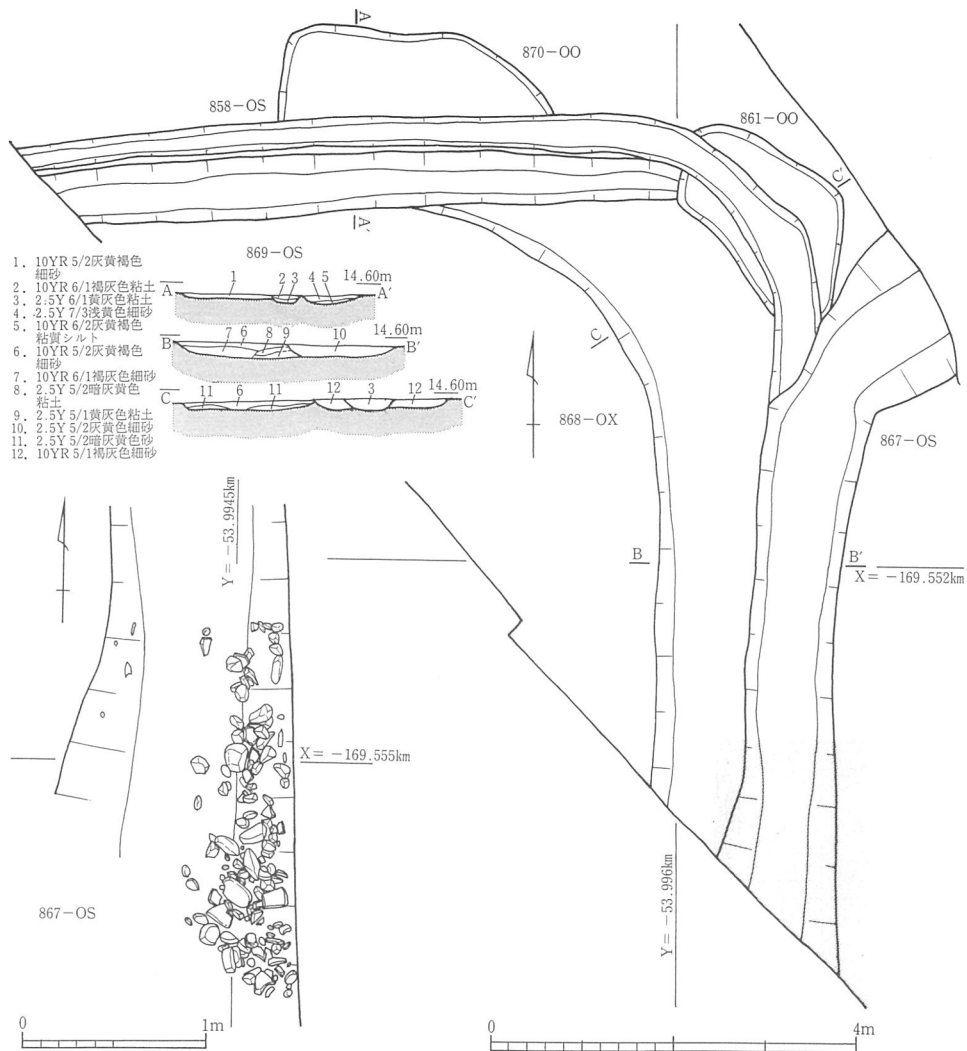 A
870-OO
858-OS
861-OO
C′
A′
869-OS
1. 10YR 5/2灰黄褐色
細砂
2. 10YR 6/1褐灰色粘土
3. 2.5Y 6/1黄灰色粘土
4. 2.5Y 7/3浅黄色細砂
5. 10YR 6/2灰黄褐色
粘質シルト
6. 10YR 5/2灰黄褐色
細砂
7. 10YR 6/1褐灰色細砂
8. 2.5Y 5/2暗灰黄色
粘土
9. 2.5Y 5/1黄灰色粘土
10. 2.5Y 5/2灰黄色細砂
11. 2.5Y 5/2暗灰黄色砂
12. 10YR 5/1褐灰色細砂
1 2 3 4 5 14.60m
A A′
7 6 8 9 10 14.60m
B B′
11 6 11 12 3 12 14.60m
C C′
C
868-OX
867-OS
B
B′
X = -169.552km
Y = -53.9945km
X = -169.555km
Y = -53.996km
867-OS
0 1m
0 4m